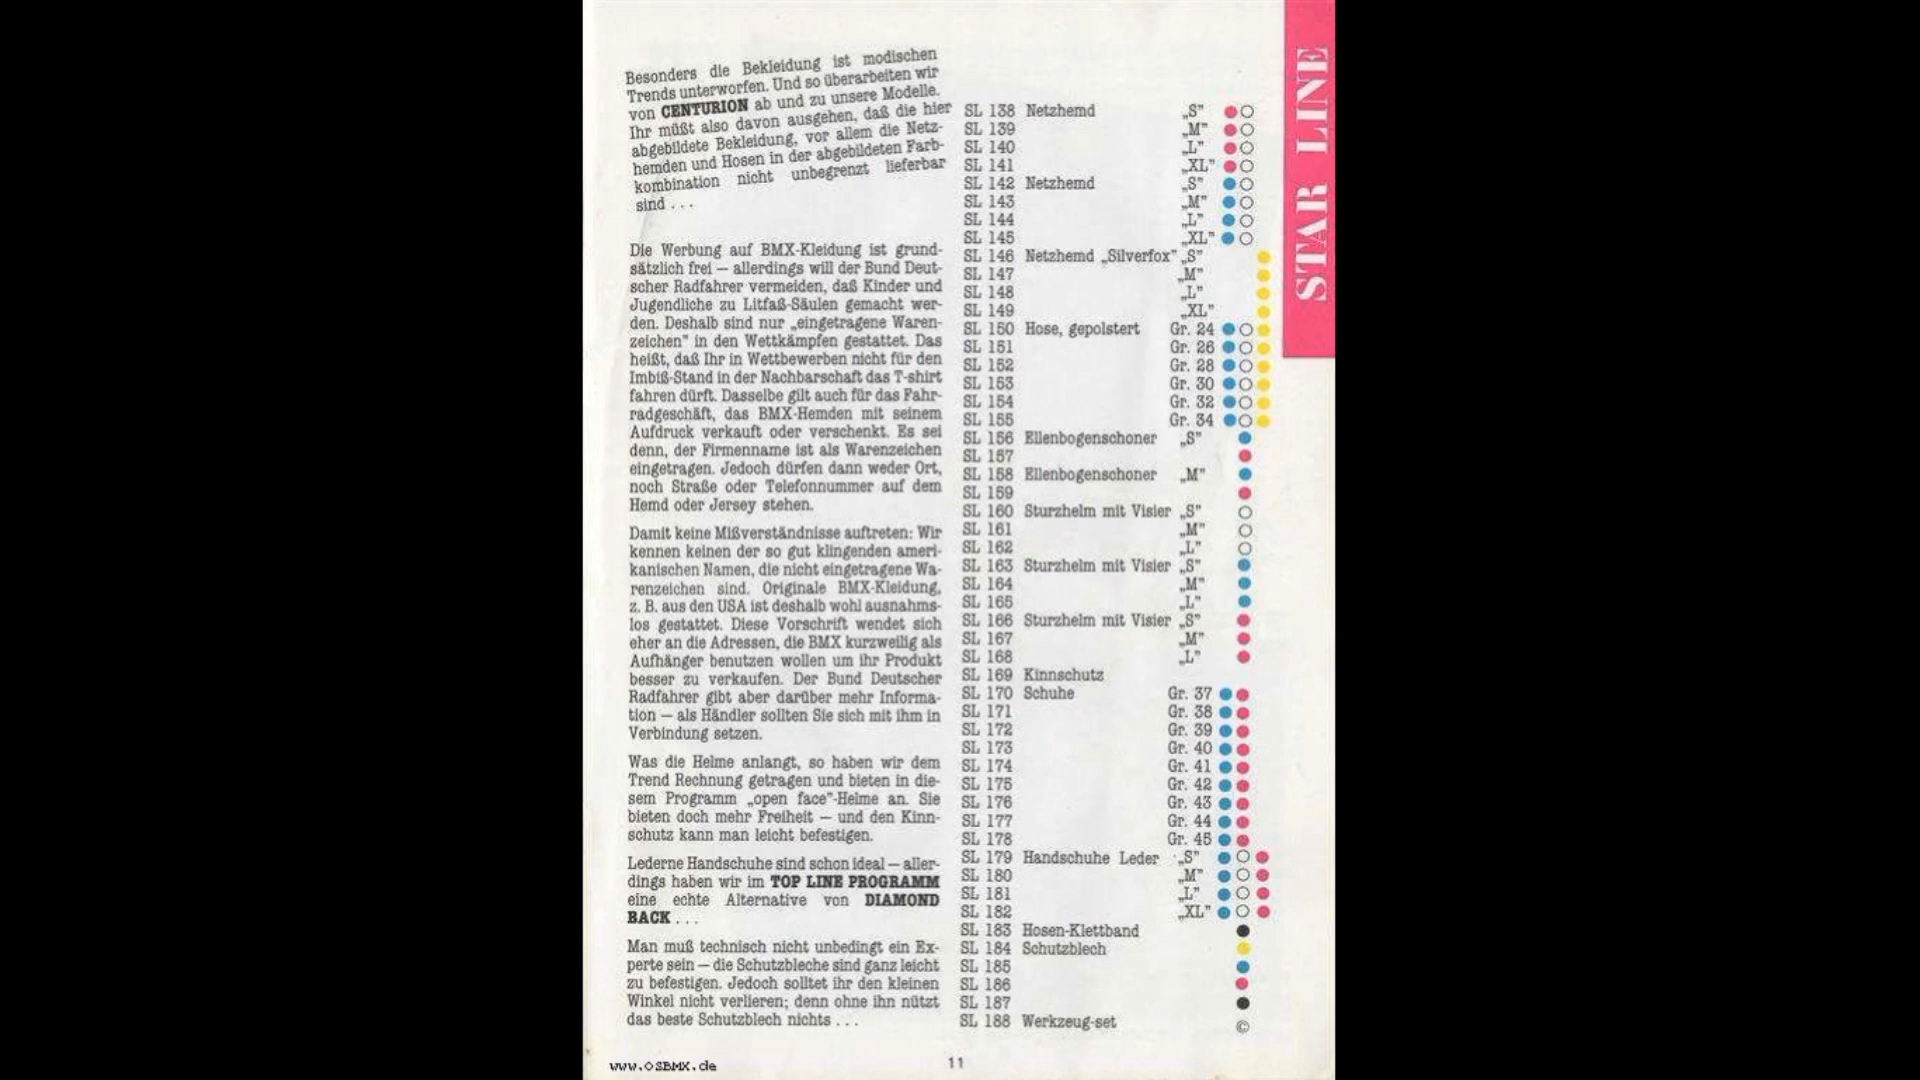 Besonders die Bekleidung ist modischen
Trends unterworfen. Und so überarbeiten wir
von CENTURION ab und zu unsere Modelle.
Ihr müßt also davon ausgehen, daß die hier
abgebildete Bekleidung, vor allem die Netz-
hemden und Hosen in der abgebildeten Farb-
kombination nicht unbegrenzt lieferbar
sind ...
Die Werbung auf BMX-Kleidung ist grund-
sätzlich frei — allerdings will der Bund Deut-
scher Radfahrer vermeiden, daß Kinder und
Jugendliche zu Litfaß-Säulen gemacht wer-
den. Deshalb sind nur „eingetragene Waren-
zeichen” in den Wettkämpfen gestattet. Das
heißt, daß Ihr in Wettbewerben nicht für den
Imbiß-Stand in der Nachbarschaft das T-shirt
fahren dürft. Dasselbe gilt auch für das Fahr-
radgeschäft, das BMX-Hemden mit seinem
Aufdruck verkauft oder verschenkt. Es sei
denn, der Firmenname ist als Warenzeichen
eingetragen. Jedoch dürfen dann weder Ort,
noch Straße oder Telefonnummer auf dem
Hemd oder Jersey stehen.
Damit keine Mißverständnisse auftreten: Wir
kennen keinen der so gut klingenden ameri-
kanischen Namen, die nicht eingetragene Wa-
renzeichen sind. Originale BMX-Kleidung,
z. B. aus den USA ist deshalb wohl ausnahms-
los gestattet. Diese Vorschrift wendet sich
eher an die Adressen, die BMX kurzweilig als
Aufhänger benutzen wollen um ihr Produkt
besser zu verkaufen. Der Bund Deutscher
Radfahrer gibt aber darüber mehr Informa-
tion — als Händler sollten Sie sich mit ihm in
Verbindung setzen.
Was die Helme anlangt, so haben wir dem
Trend Rechnung getragen und bieten in die-
sem Programm „open face”-Helme an. Sie
bieten doch mehr Freiheit — und den Kinn-
schutz kann man leicht befestigen.
Lederne Handschuhe sind schon ideal — aller-
dings haben wir im TOP LINE PROGRAMM
eine echte Alternative von DIAMOND
BACK ...
Man muß technisch nicht unbedingt ein Ex-
perte sein — die Schutzbleche sind ganz leicht
zu befestigen. Jedoch solltet ihr den kleinen
Winkel nicht verlieren; denn ohne ihn nützt
das beste Schutzblech nichts ...
SL 138 Netzhemd „S”
SL 139 „M”
SL 140 „L”
SL 141 „XL”
SL 142 Netzhemd „S”
SL 143 „M”
SL 144 „L”
SL 145 „XL”
SL 146 Netzhemd „Silverfox” „S”
SL 147 „M”
SL 148 „L”
SL 149 „XL”
SL 150 Hose, gepolstert Gr. 24
SL 151 Gr. 26
SL 152 Gr. 28
SL 153 Gr. 30
SL 154 Gr. 32
SL 155 Gr. 34
SL 156 Ellenbogenschoner „S”
SL 157
SL 158 Ellenbogenschoner „M”
SL 159
SL 160 Sturzhelm mit Visier „S”
SL 161 „M”
SL 162 „L”
SL 163 Sturzhelm mit Visier „S”
SL 164 „M”
SL 165 „L”
SL 166 Sturzhelm mit Visier „S”
SL 167 „M”
SL 168 „L”
SL 169 Kinnschutz
SL 170 Schuhe Gr. 37
SL 171 Gr. 38
SL 172 Gr. 39
SL 173 Gr. 40
SL 174 Gr. 41
SL 175 Gr. 42
SL 176 Gr. 43
SL 177 Gr. 44
SL 178 Gr. 45
SL 179 Handschuhe Leder „S”
SL 180 „M”
SL 181 „L”
SL 182 „XL”
SL 183 Hosen-Klettband
SL 184 Schutzblech
SL 185
SL 186
SL 187
SL 188 Werkzeug-set ©
STAR LINE
11
www.OSBMX.de